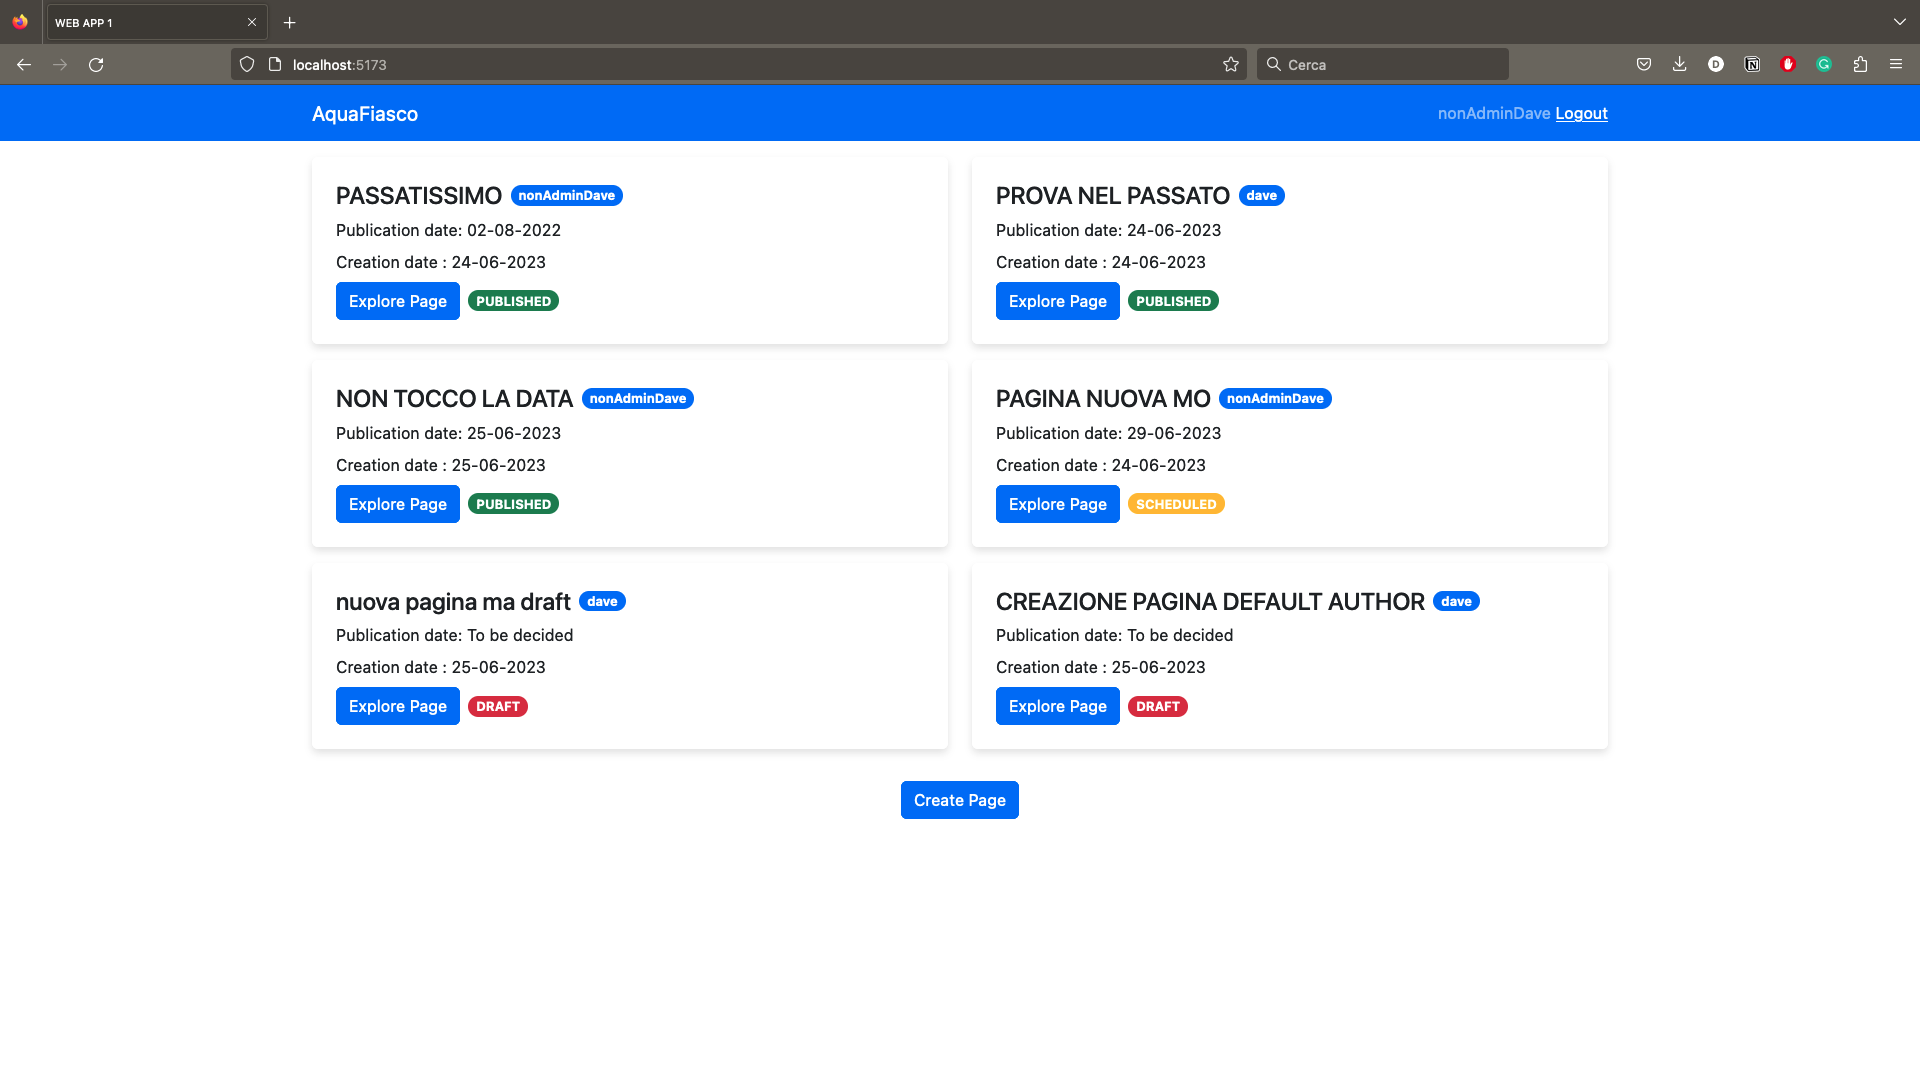 WEB APP 1
localhost:5173
Cerca
D
AquaFiasco
nonAdminDave Logout
PASSATISSIMO nonAdminDave
Publication date: 02-08-2022
Creation date : 24-06-2023
Explore Page PUBLISHED
PROVA NEL PASSATO dave
Publication date: 24-06-2023
Creation date : 24-06-2023
Explore Page PUBLISHED
NON TOCCO LA DATA nonAdminDave
Publication date: 25-06-2023
Creation date : 25-06-2023
Explore Page PUBLISHED
PAGINA NUOVA MO nonAdminDave
Publication date: 29-06-2023
Creation date : 24-06-2023
Explore Page SCHEDULED
nuova pagina ma draft dave
Publication date: To be decided
Creation date : 25-06-2023
Explore Page DRAFT
CREAZIONE PAGINA DEFAULT AUTHOR dave
Publication date: To be decided
Creation date : 25-06-2023
Explore Page DRAFT
Create Page